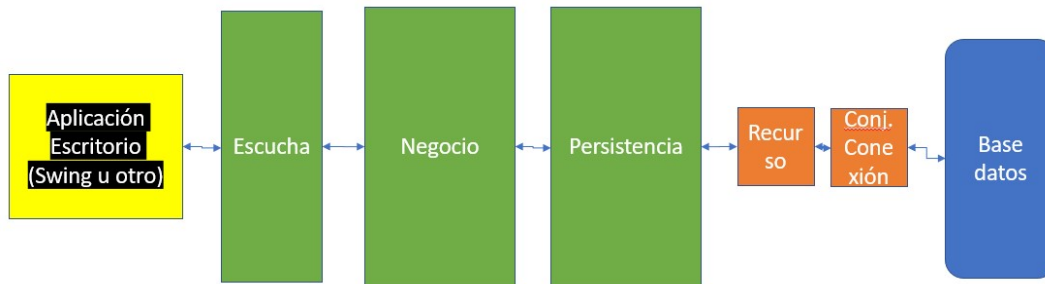 Aplicación
Escritorio
(Swing u otro)
Escucha
Negocio
Persistencia
Recur
so
Conj.
Cone
xión
Base
datos